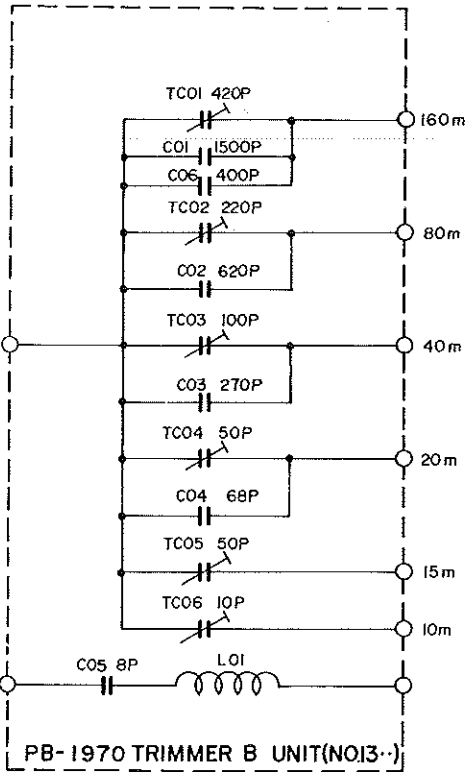 TC01 420P
160m
C01 1500P
C06 400P
TC02 220P
80m
C02 620P
TC03 100P
40m
C03 270P
TC04 50P
20m
C04 68P
TC05 50P
15m
TC06 10P
10m
C05 8P
L01
PB-1970 TRIMMER B UNIT(NO.13··)